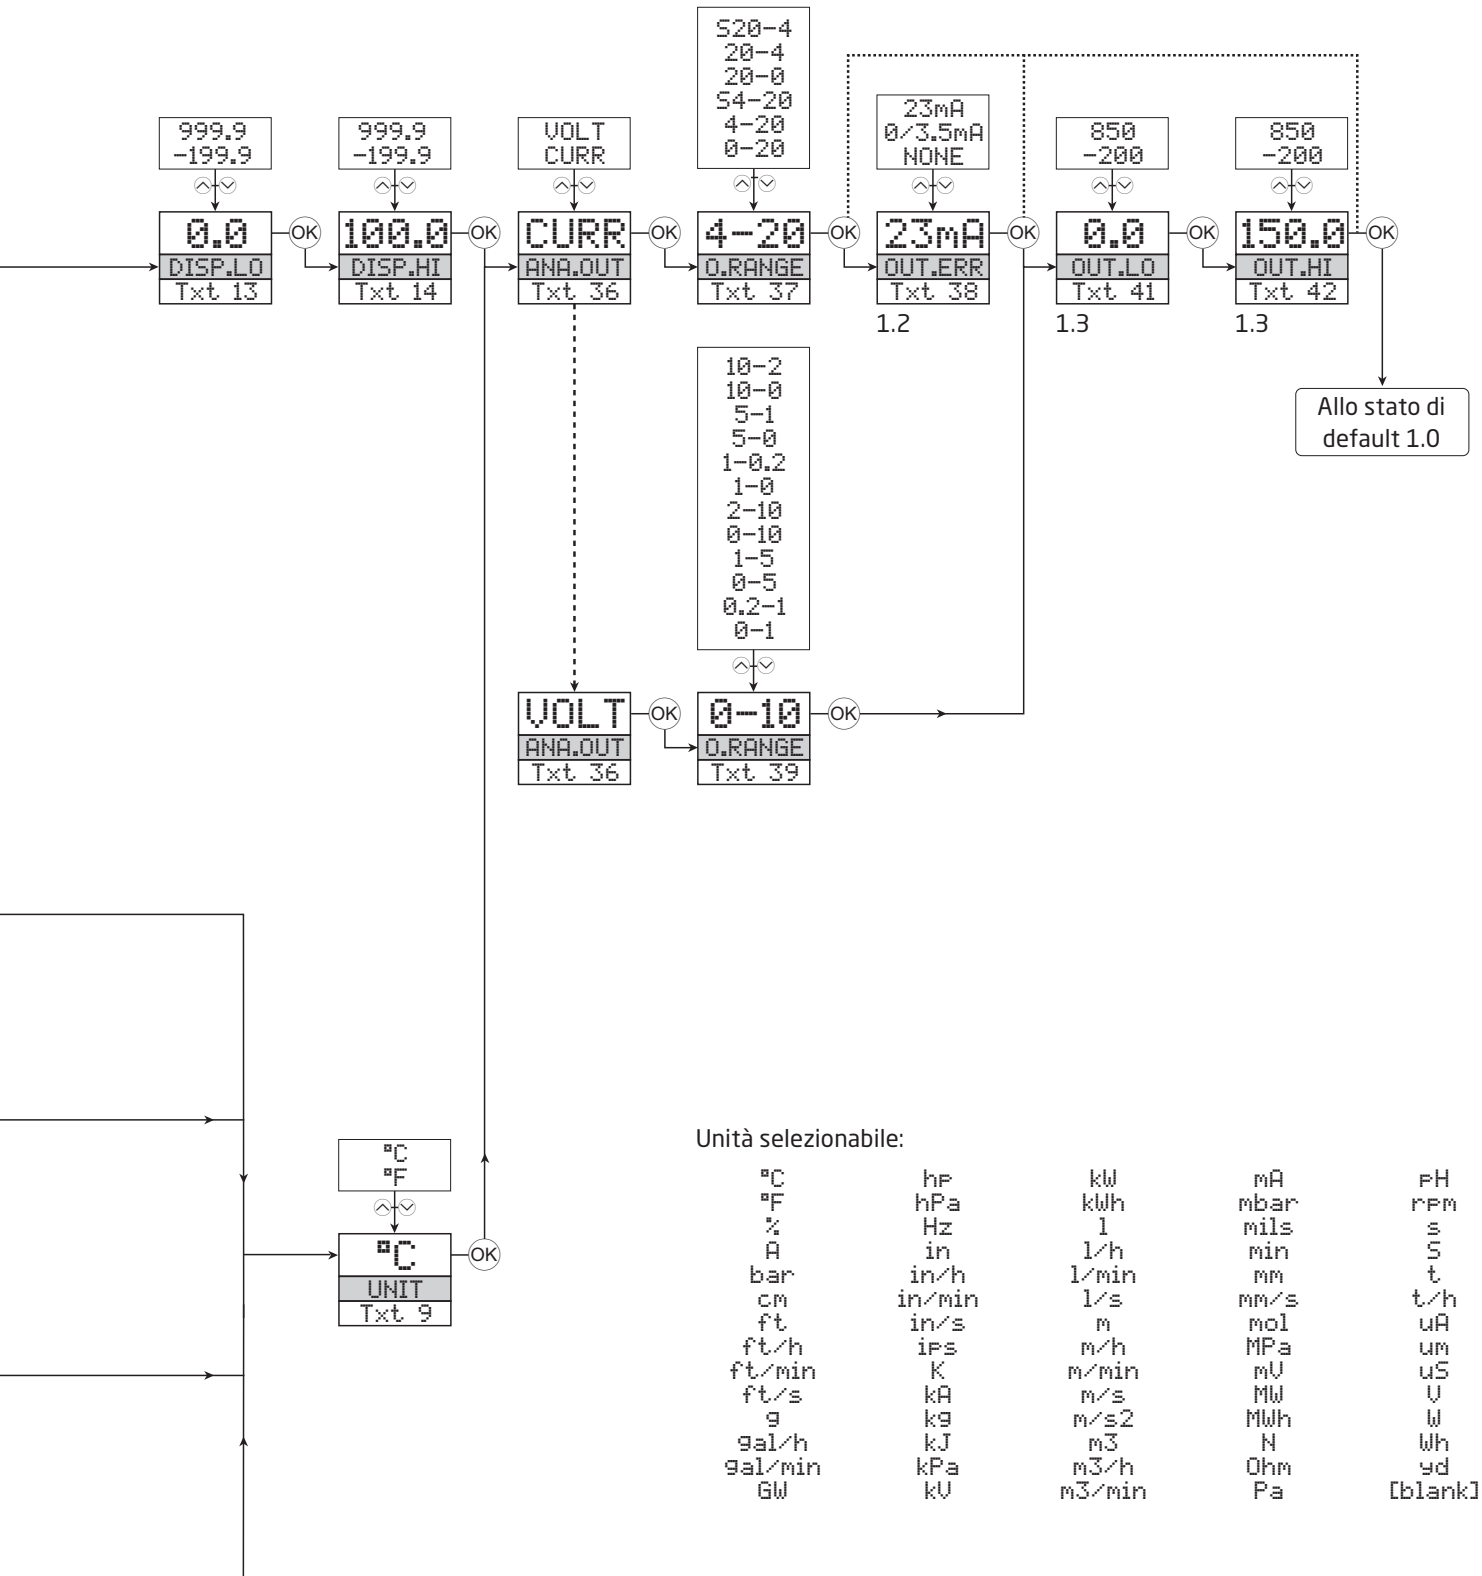 S20-4
20-4
20-0
S4-20
4-20
0-20
999.9
-199.9
999.9
-199.9
VOLT
CURR
23mA
0/3.5mA
NONE
850
-200
850
-200
0.0
OK
100.0
OK
CURR
OK
4-20
OK
23mA
OK
0.0
OK
150.0
OK
DISP.LO
DISP.HI
ANA.OUT
O.RANGE
OUT.ERR
OUT.LO
OUT.HI
Txt 13
Txt 14
Txt 36
Txt 37
Txt 38
Txt 41
Txt 42
1.2
1.3
1.3
10-2
10-0
5-1
5-0
1-0.2
1-0
2-10
0-10
1-5
0-5
0.2-1
0-1
Allo stato di
default 1.0
VOLT
OK
0-10
OK
ANA.OUT
O.RANGE
Txt 36
Txt 39
°C
°F
°C
OK
UNIT
Txt 9
Unità selezionabile:
°C hp kW mA pH
°F hPa kWh mbar rpm
% Hz l mils s
A in l/h min S
bar in/h l/min mm t
cm in/min l/s mm/s t/h
ft in/s m mol uA
ft/h ips m/h MPa um
ft/min K m/min mV uS
ft/s kA m/s MW V
g kg m/s2 MWh W
gal/h kJ m3 N Wh
gal/min kPa m3/h Ohm yd
GW kV m3/min Pa [blank]